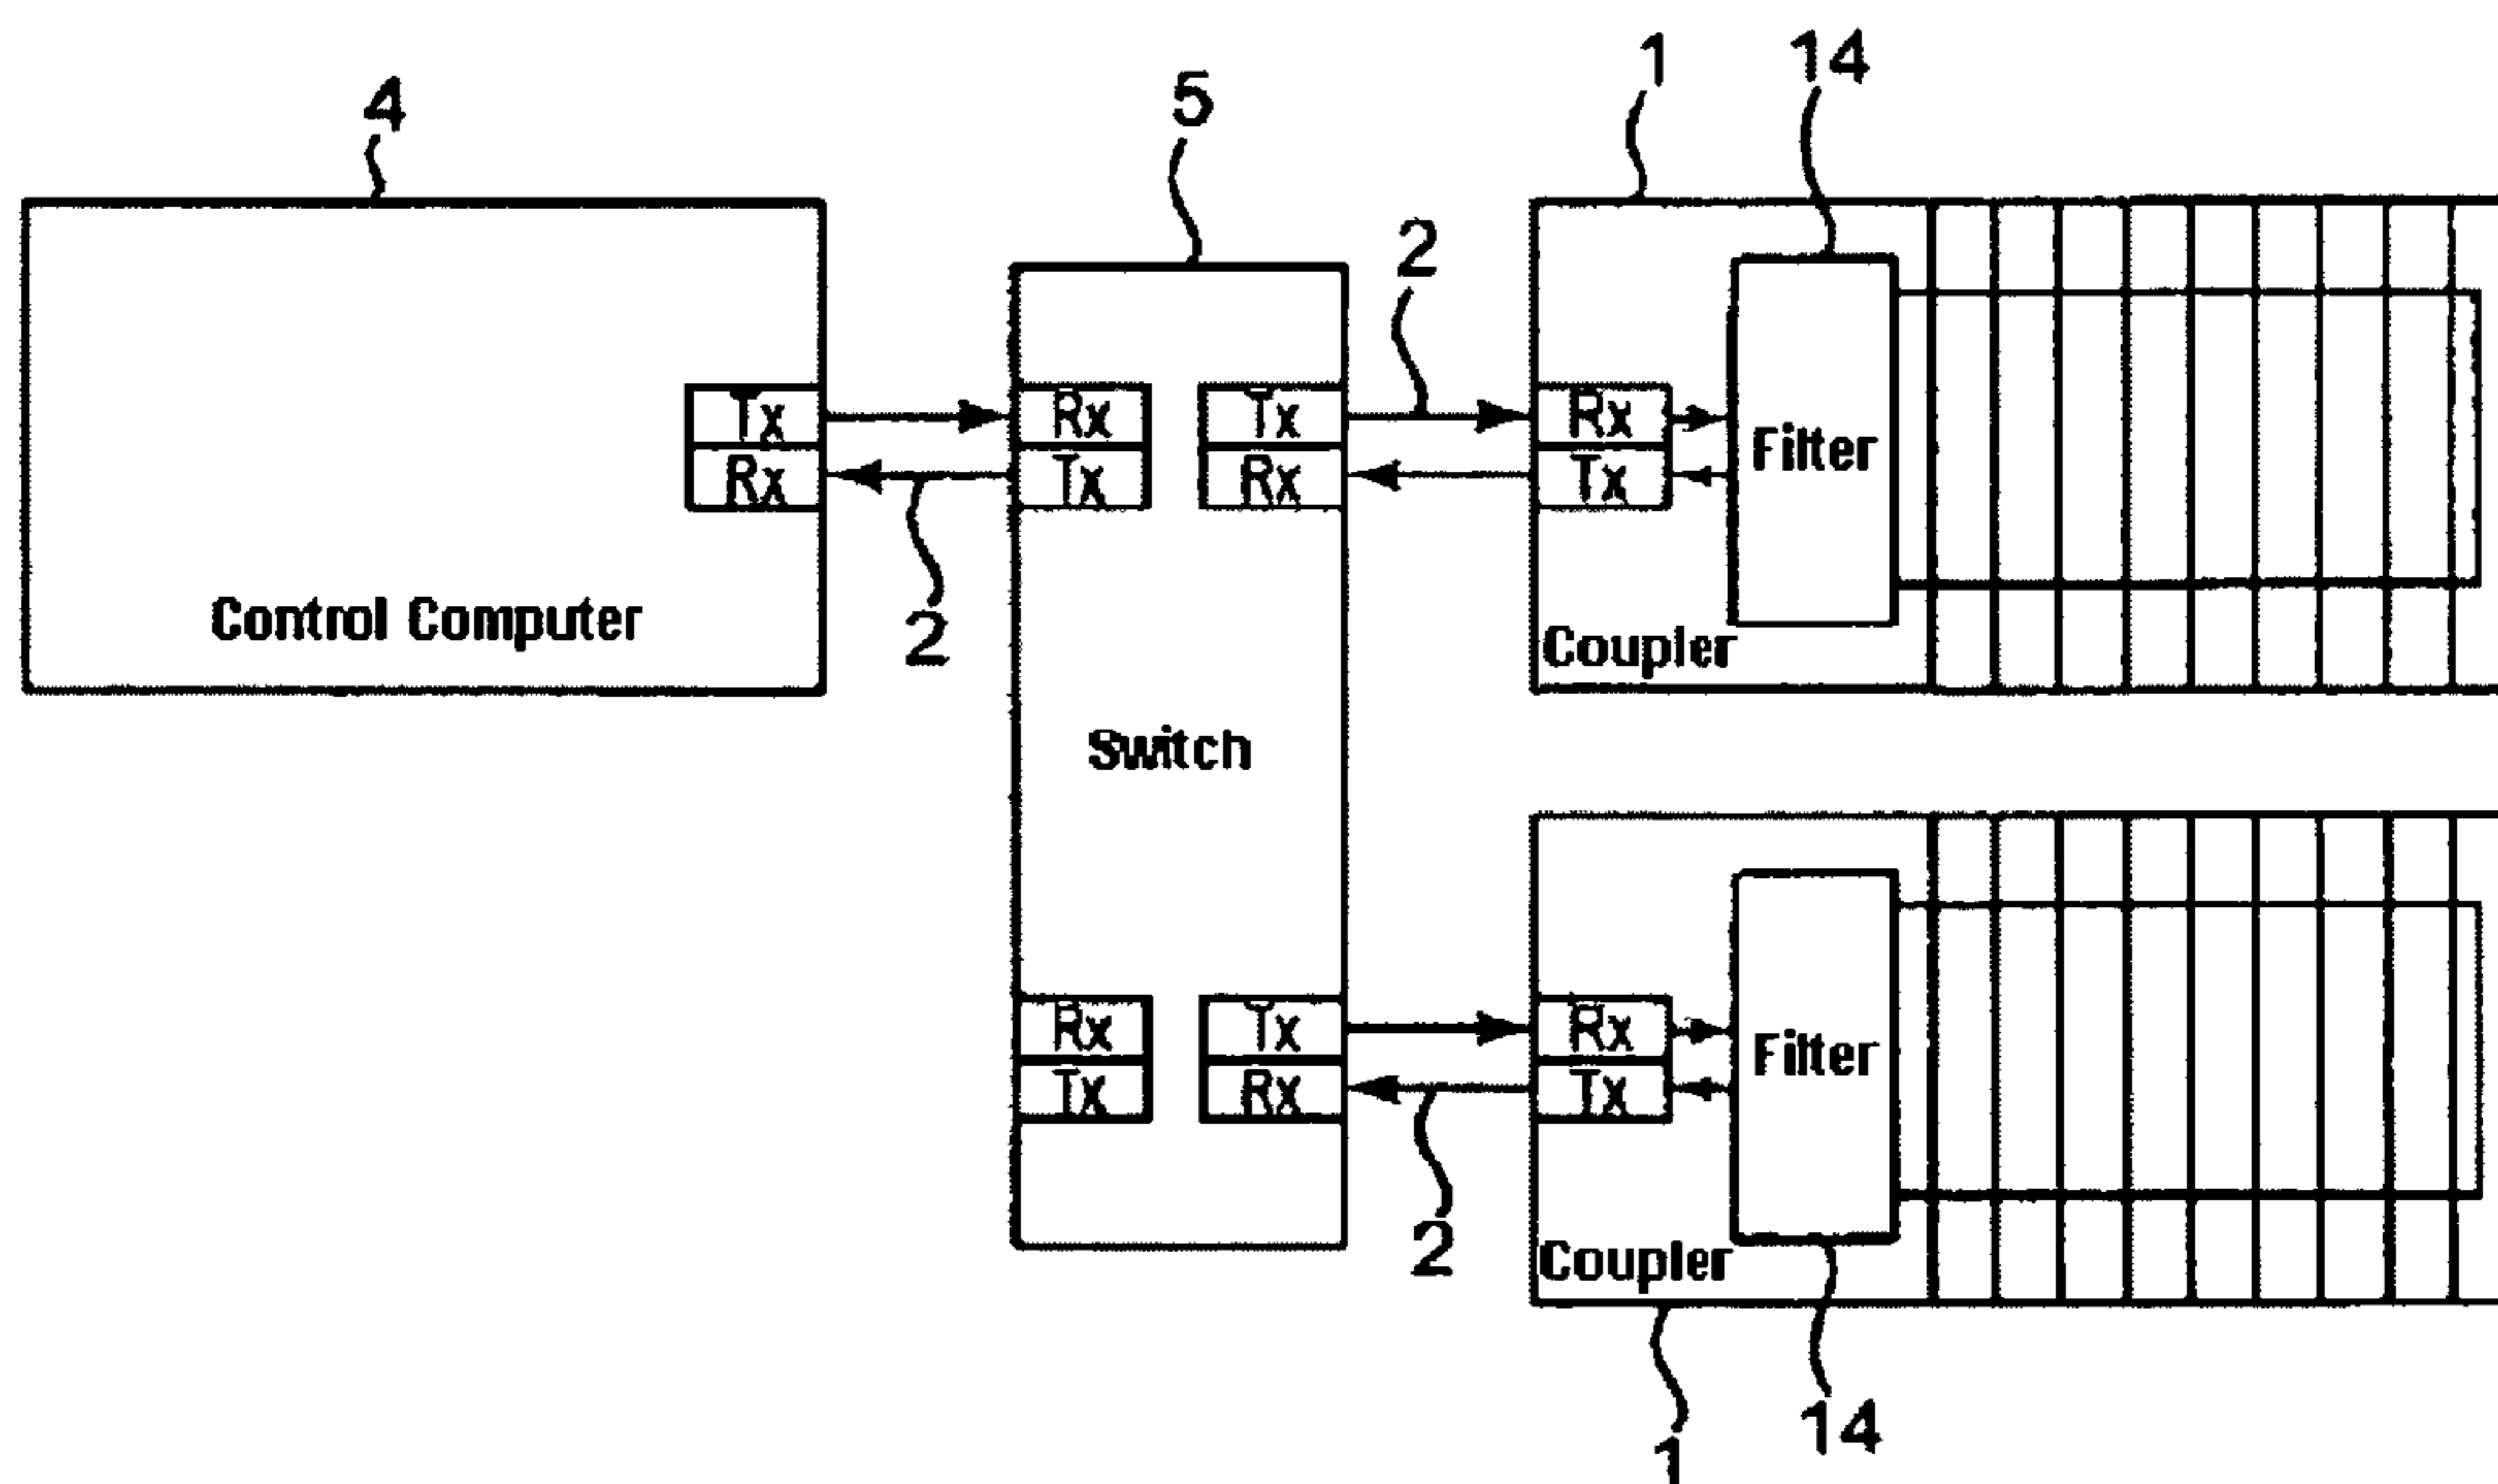 1
14
4
5
2
Tx
Rx
Tx
Rx
Rx
Tx
Rx
Tx
Filter
Control Computer
2
Coupler
Switch
Rx
Tx
Rx
Tx
Rx
Tx
Filter
2
Coupler
14
1